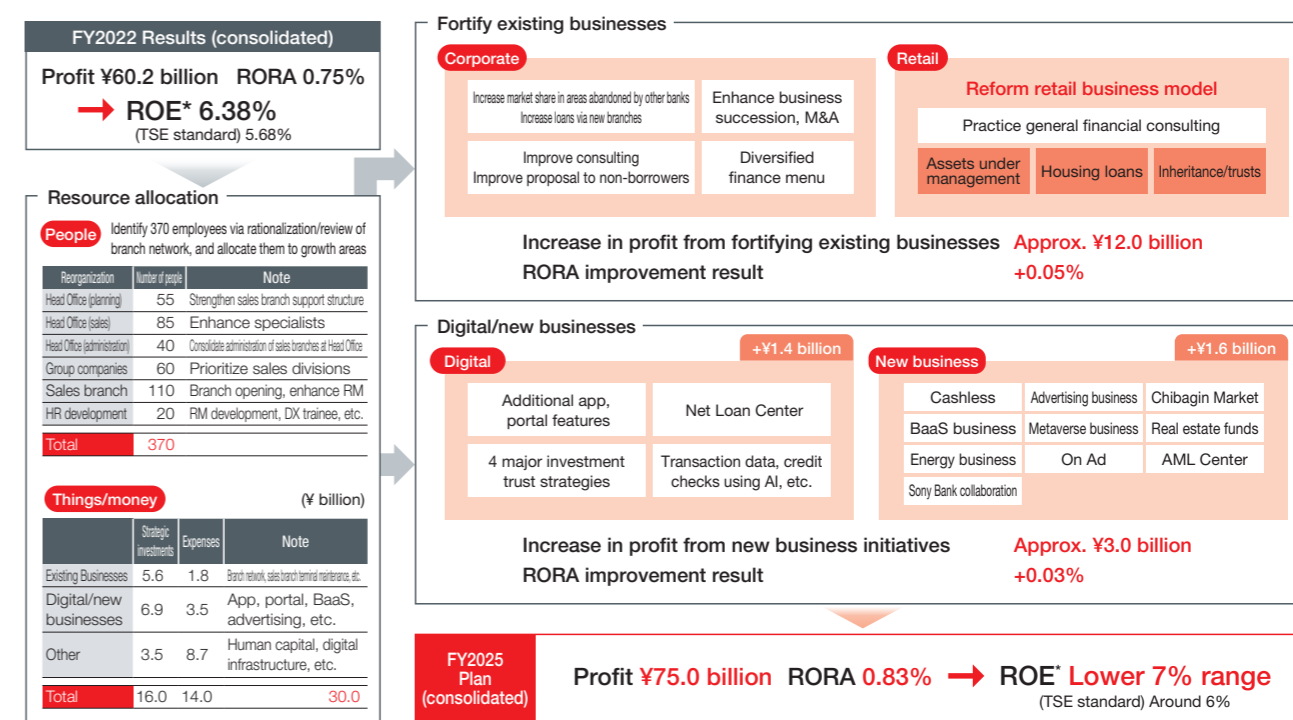 FY2022 Results (consolidated)
Profit ¥60.2 billion RORA 0.75%
→ ROE* 6.38%
(TSE standard) 5.68%
Resource allocation
People
Identify 370 employees via rationalization/review of
branch network, and allocate them to growth areas
Reorganization Number of people Note
Head Office (planning) 55 Strengthen sales branch support structure
Head Office (sales) 85 Enhance specialists
Head Office (administration) 40 Consolidate administration of sales branches at Head Office
Group companies 60 Prioritize sales divisions
Sales branch 110 Branch opening, enhance RM
HR development 20 RM development, DX trainee, etc.
Total 370
Things/money (¥ billion)
Strategic
investments Expenses Note
Existing Businesses 5.6 1.8 Branch network, sales branch terminal maintenance, etc.
Digital/new
businesses 6.9 3.5 App, portal, BaaS,
advertising, etc.
Other 3.5 8.7 Human capital, digital
infrastructure, etc.
Total 16.0 14.0 30.0
Fortify existing businesses
Corporate
Increase market share in areas abandoned by other banks
Increase loans via new branches
Enhance business
succession, M&A
Improve consulting
Improve proposal to non-borrowers
Diversified
finance menu
Retail
Reform retail business model
Practice general financial consulting
Assets under
management
Housing loans
Inheritance/trusts
Increase in profit from fortifying existing businesses Approx. ¥12.0 billion
RORA improvement result +0.05%
Digital/new businesses
Digital
+¥1.4 billion
Additional app,
portal features
Net Loan Center
4 major investment
trust strategies
Transaction data, credit
checks using AI, etc.
New business
+¥1.6 billion
Cashless Advertising business Chibagin Market
BaaS business Metaverse business Real estate funds
Energy business On Ad AML Center
Sony Bank collaboration
Increase in profit from new business initiatives Approx. ¥3.0 billion
RORA improvement result +0.03%
FY2025
Plan
(consolidated)
Profit ¥75.0 billion RORA 0.83% → ROE* Lower 7% range
(TSE standard) Around 6%